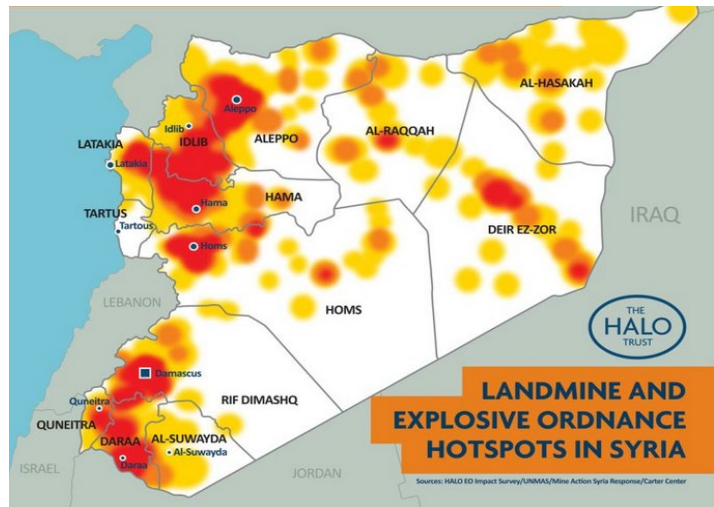 AL-HASAKAH
Aleppo
Idlib
IDLIB
ALEPPO
AL-RAQQAH
LATAKIA
Latakia
HAMA
Hama
TARTUS
Tartous
IRAQ
DEIR EZ-ZOR
Homs
LEBANON
HOMS
THE
HALO
TRUST
Damascus
RIF DIMASHQ
Quneitra
QUNEITRA
DARAA
AL-SUWAYDA
Al-Suwayda
Daraa
ISRAEL
JORDAN
LANDMINE AND
EXPLOSIVE ORDNANCE
HOTSPOTS IN SYRIA
Sources: HALO EO Impact Survey/UNMAS/Mine Action Syria Response/Carter Center